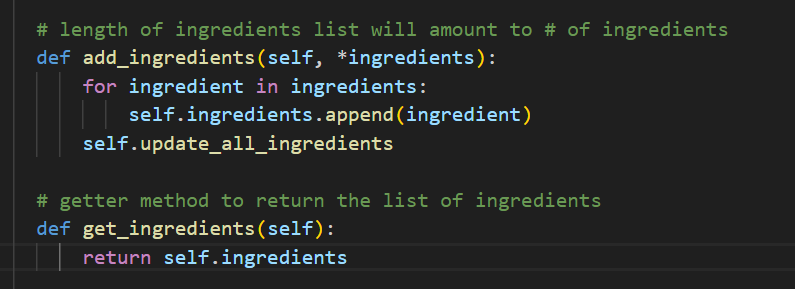 # length of ingredients list will amount to # of ingredients
def add_ingredients(self, *ingredients):
    for ingredient in ingredients:
        self.ingredients.append(ingredient)
    self.update_all_ingredients

# getter method to return the list of ingredients
def get_ingredients(self):
    return self.ingredients